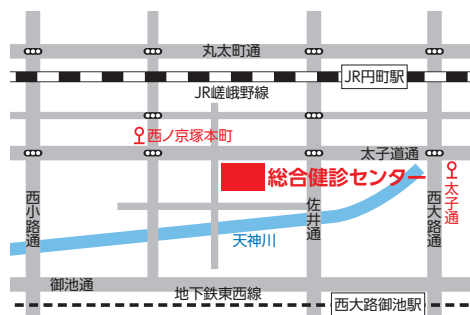 丸太町通
JR円町駅
JR嵯峨野線
西ノ京塚本町
太子道通
総合健診センター
太子道
西小路通
佐井通
西大路通
天神川
御池通
地下鉄東西線
西大路御池駅